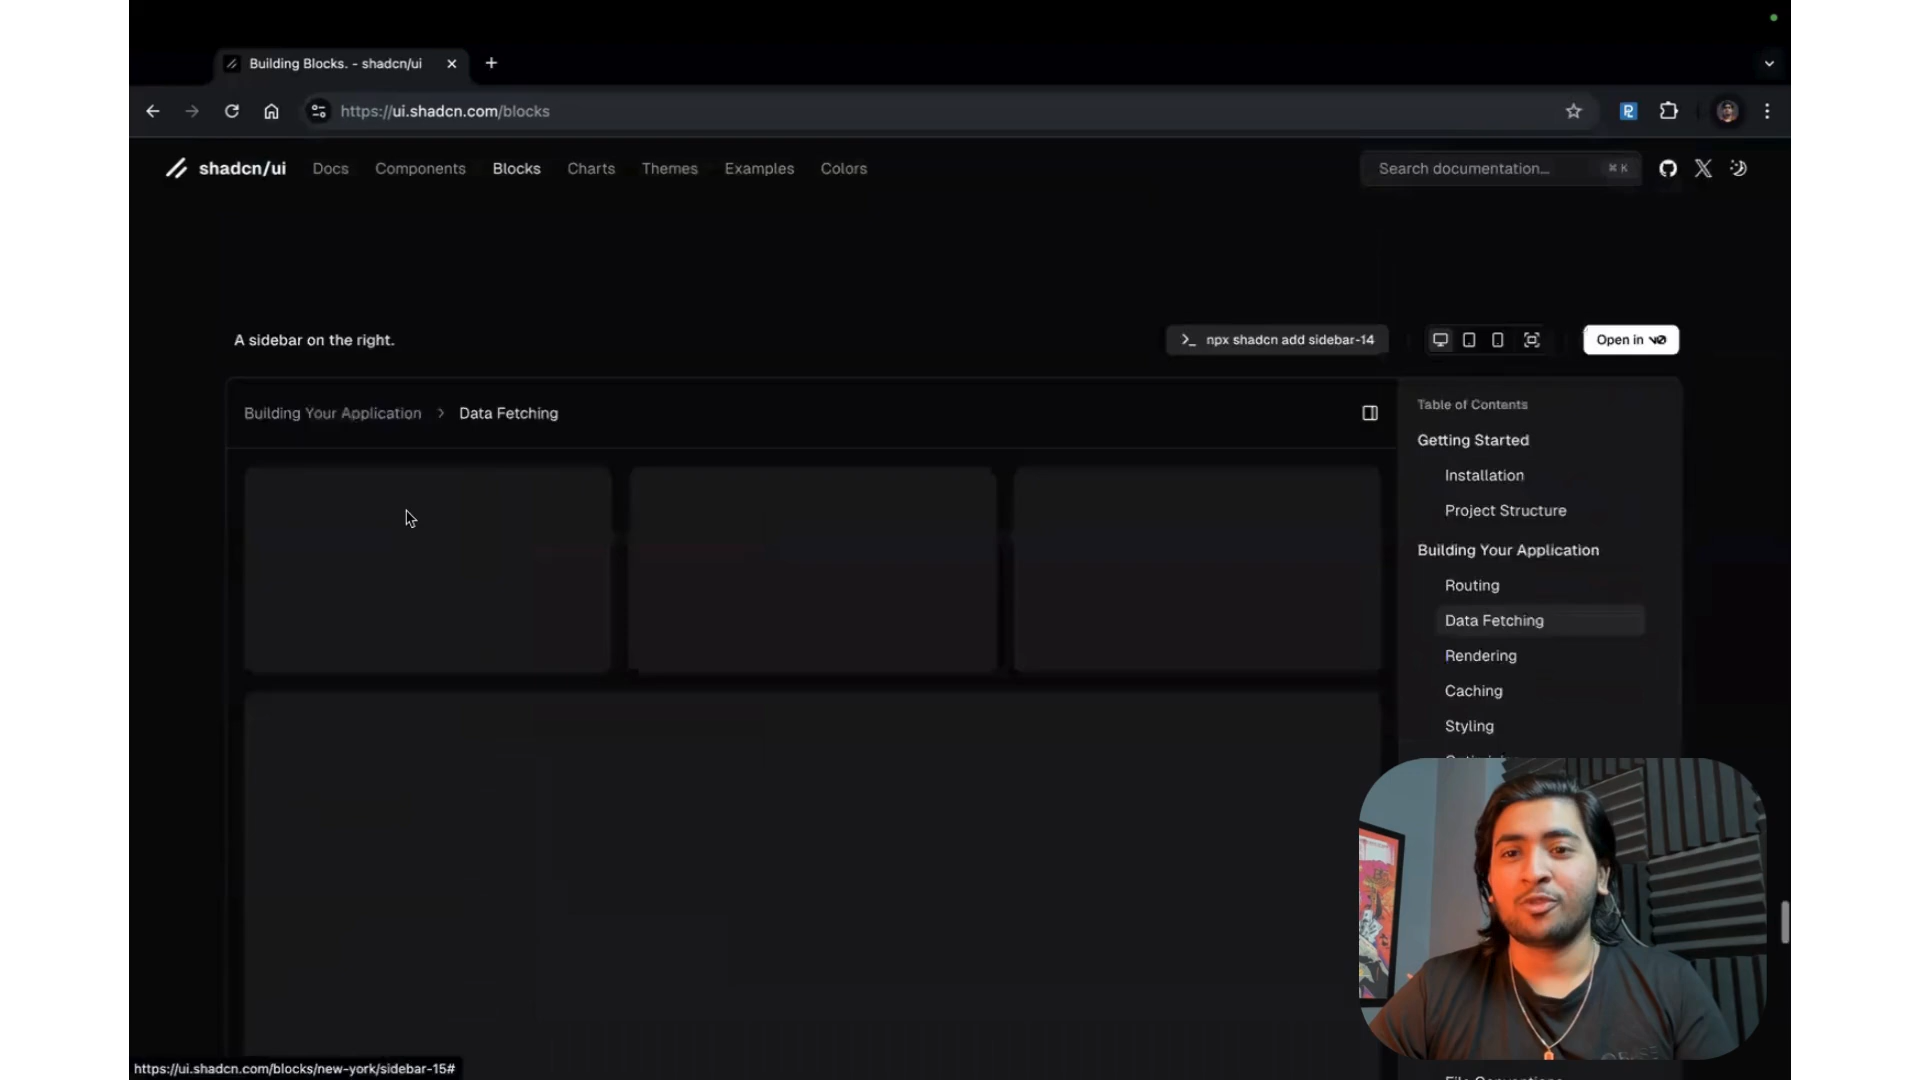 Building Blocks. - shadcn/ui
https://ui.shadcn.com/blocks
shadcn/ui Docs Components Blocks Charts Themes Examples Colors Search documentation... ⌘ K
A sidebar on the right. >_ npx shadcn add sidebar-14 Open in v0
Building Your Application > Data Fetching
Table of Contents
Getting Started
Installation
Project Structure
Building Your Application
Routing
Data Fetching
Rendering
Caching
Styling
File Conventions
https://ui.shadcn.com/blocks/new-york/sidebar-15#